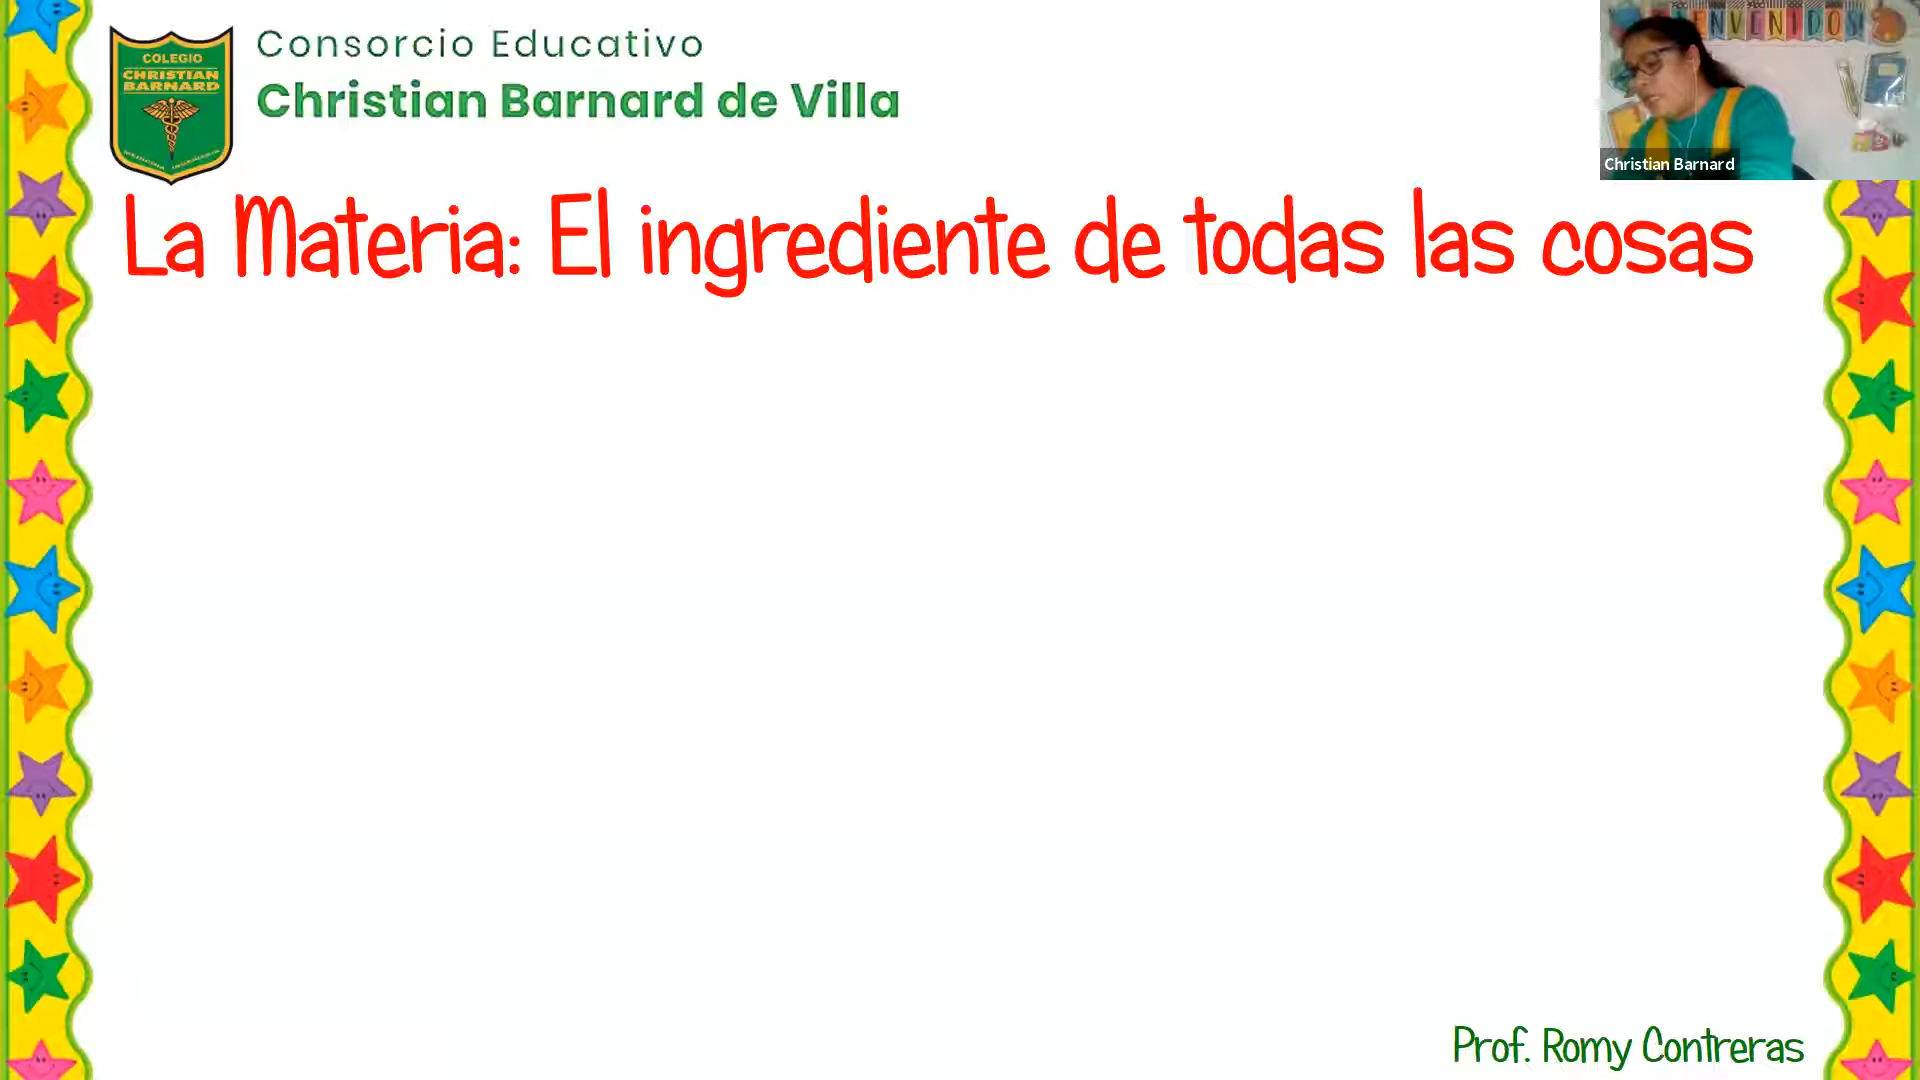 COLEGIO
CHRISTIAN
BARNARD
Consorcio Educativo
Christian Barnard de Villa
ENVENIDOS
Christian Barnard
La Materia: El ingrediente de todas las cosas
Prof. Romy Contreras